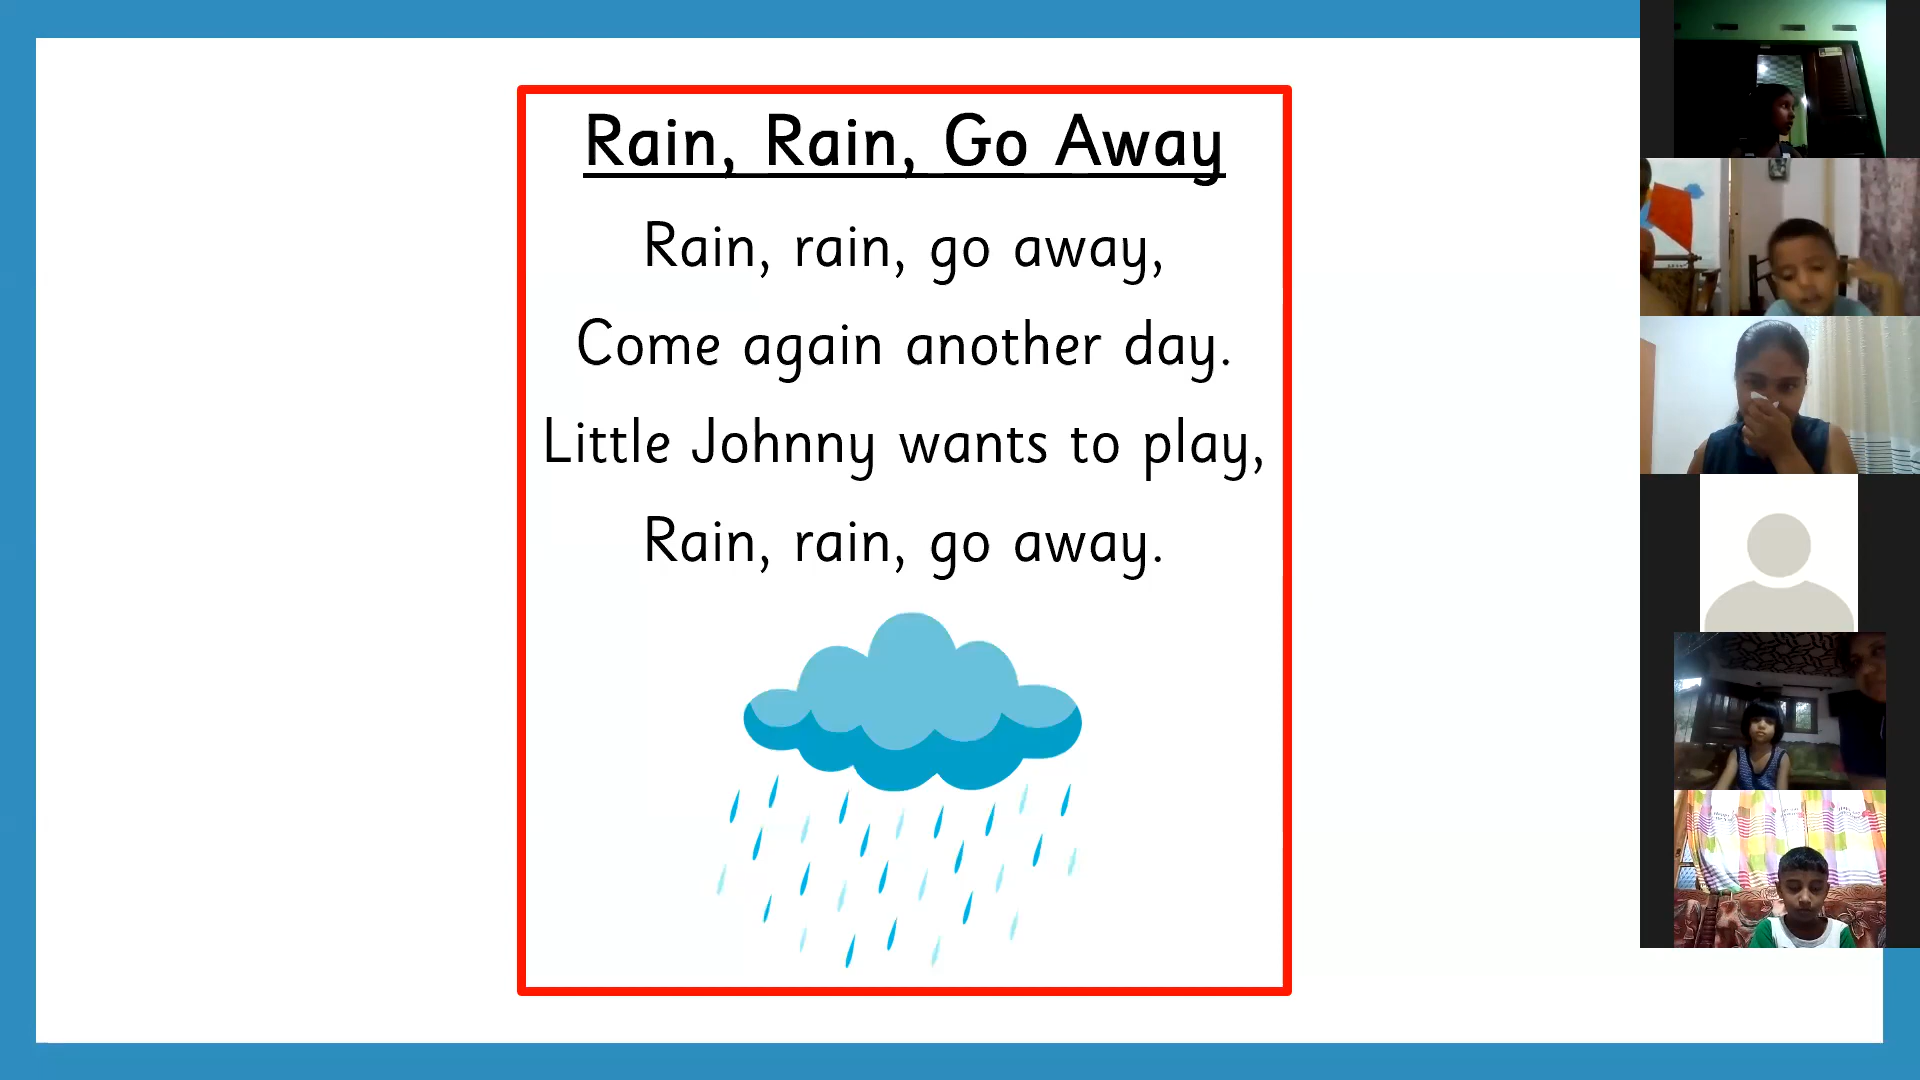 Rain, Rain, Go Away
Rain, rain, go away,
Come again another day.
Little Johnny wants to play,
Rain, rain, go away.